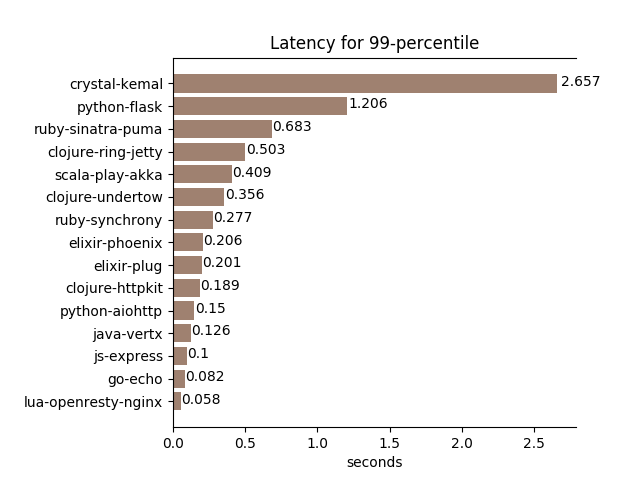 Latency for 99-percentile
crystal-kemal 2.657
python-flask 1.206
ruby-sinatra-puma 0.683
clojure-ring-jetty 0.503
scala-play-akka 0.409
clojure-undertow 0.356
ruby-synchrony 0.277
elixir-phoenix 0.206
elixir-plug 0.201
clojure-httpkit 0.189
python-aiohttp 0.15
java-vertx 0.126
js-express 0.1
go-echo 0.082
lua-openresty-nginx 0.058
0.0 0.5 1.0 1.5 2.0 2.5
seconds